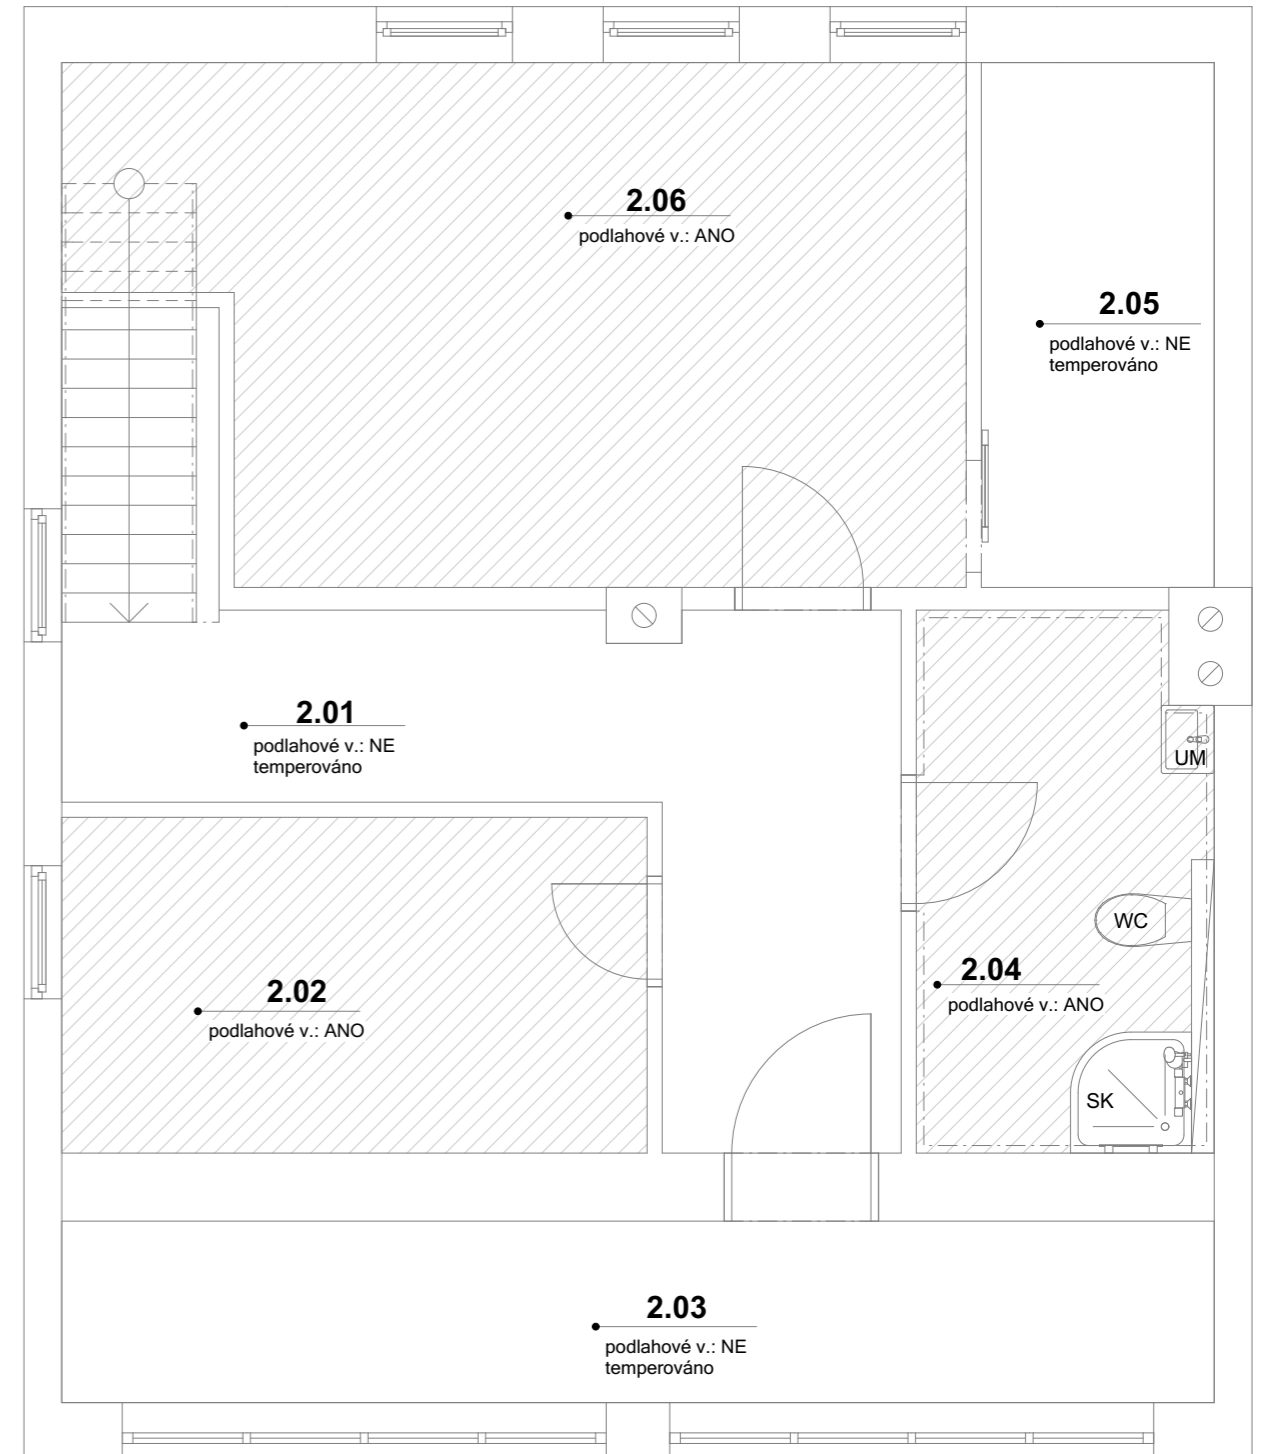 2.06
podlahové v.: ANO
2.05
podlahové v.: NE
temperováno
2.01
podlahové v.: NE
temperováno
UM
WC
2.04
podlahové v.: ANO
2.02
podlahové v.: ANO
SK
2.03
podlahové v.: NE
temperováno